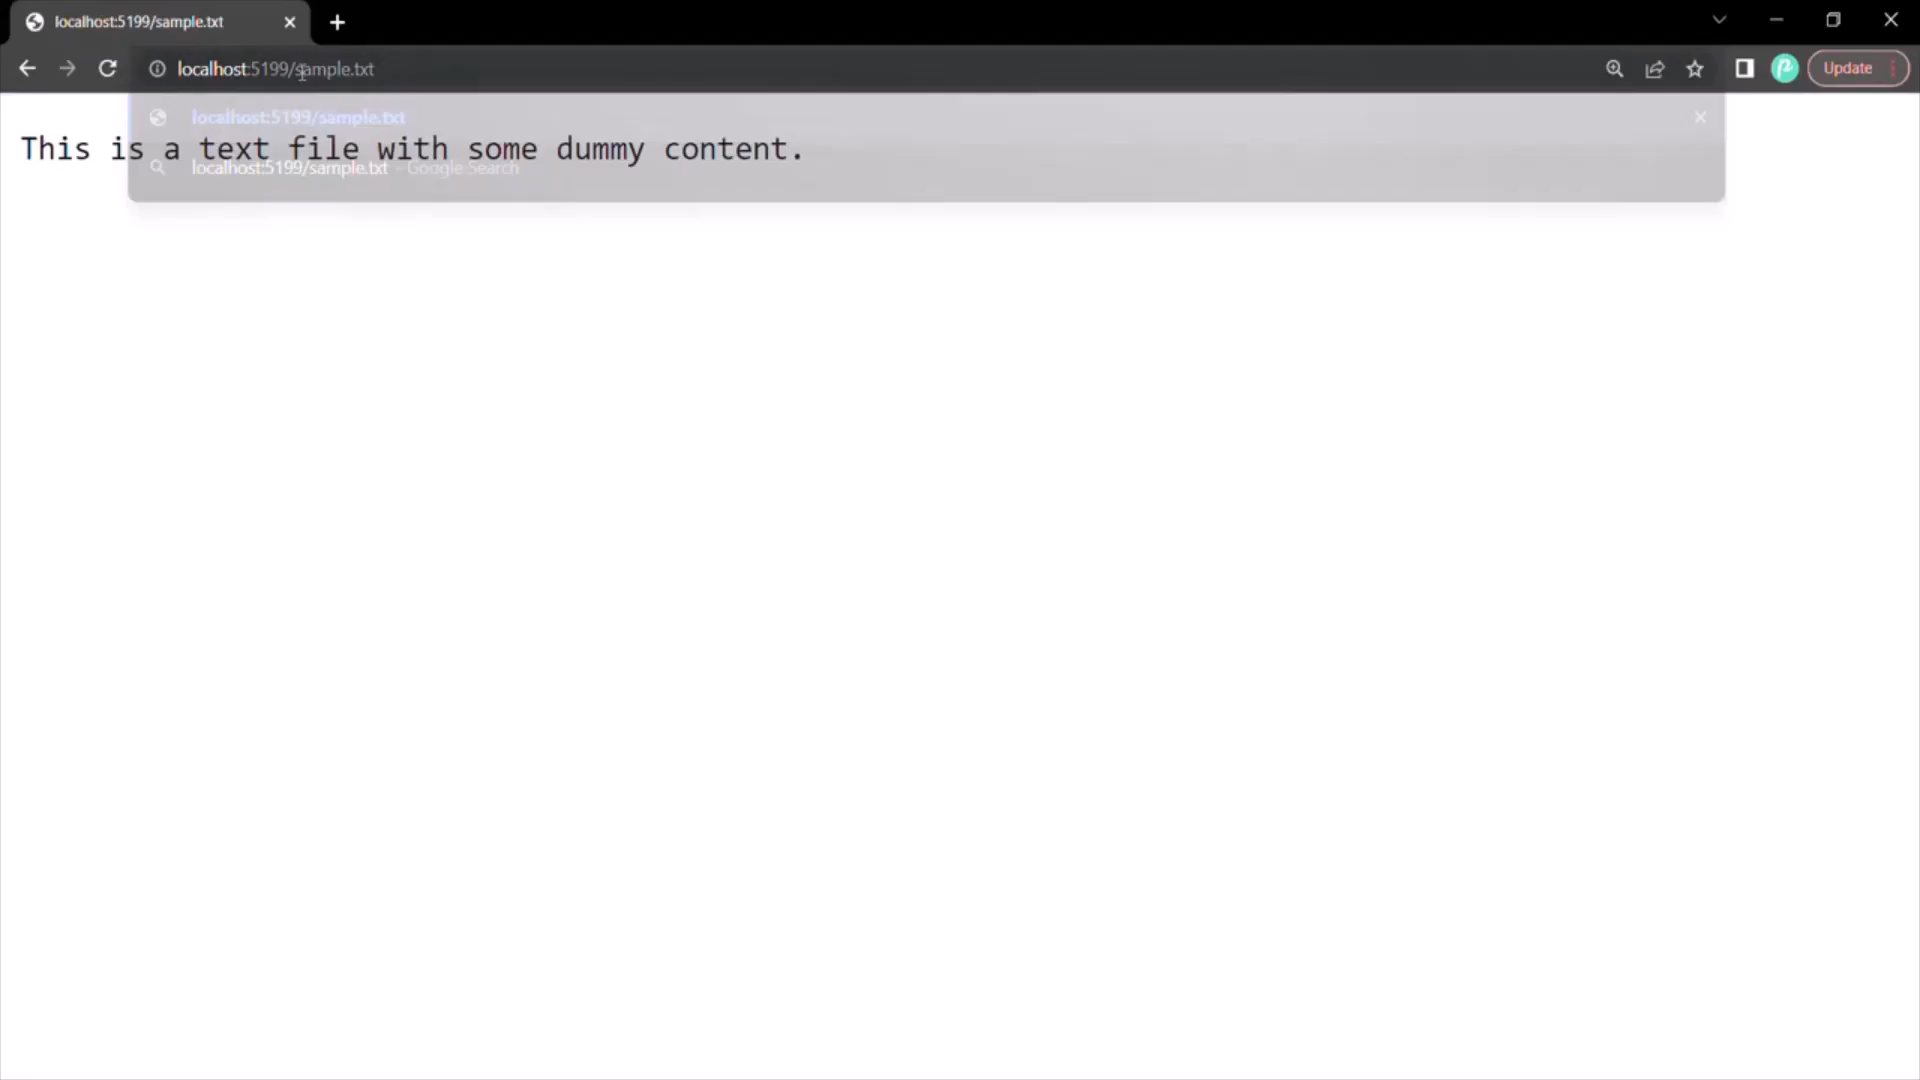 localhost:5199/sample.txt
localhost:5199/sample.txt
Update
localhost:5199/sample.txt
This is a text file with some dummy content.
localhost:5199/sample.txt - Google Search